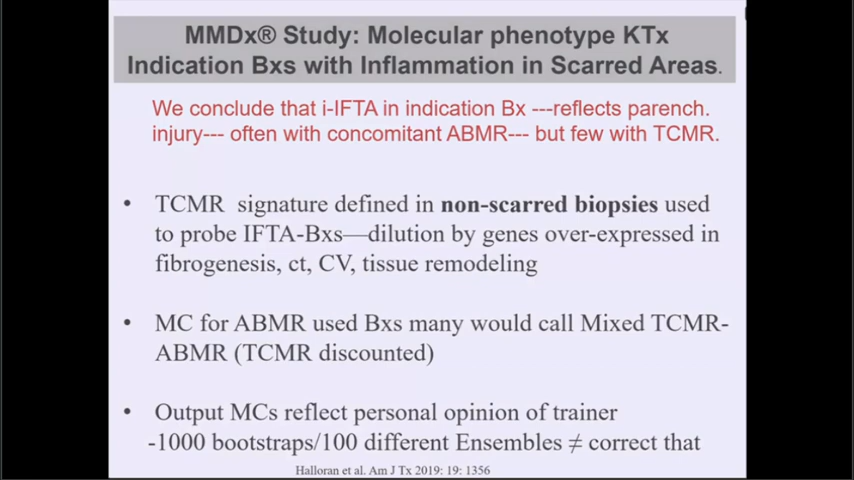 MMDx® Study: Molecular phenotype KTx
Indication Bxs with Inflammation in Scarred Areas.
We conclude that i-IFTA in indication Bx ---reflects parench.
injury--- often with concomitant ABMR--- but few with TCMR.
• TCMR signature defined in non-scarred biopsies used
to probe IFTA-Bxs—dilution by genes over-expressed in
fibrogenesis, ct, CV, tissue remodeling
• MC for ABMR used Bxs many would call Mixed TCMR-
ABMR (TCMR discounted)
• Output MCs reflect personal opinion of trainer
-1000 bootstraps/100 different Ensembles ≠ correct that
Halloran et al. Am J Tx 2019: 19: 1356